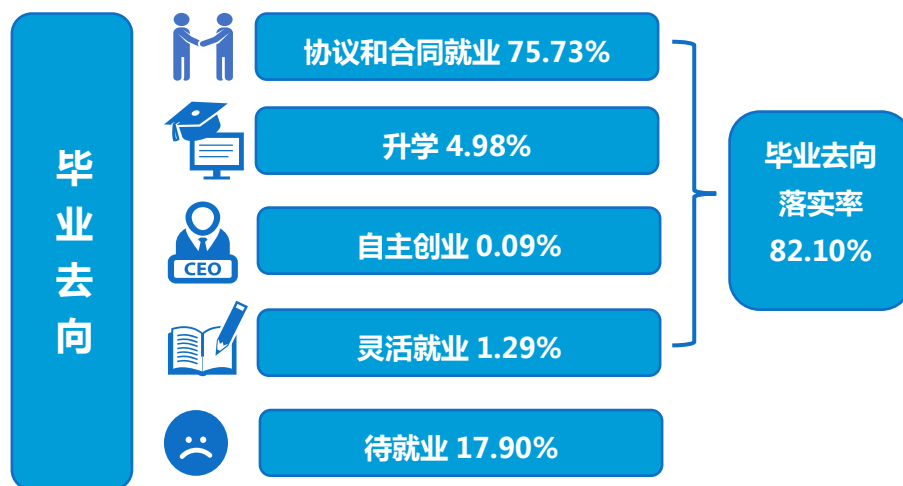 毕业去向
协议和合同就业 75.73%
升学 4.98%
CEO
自主创业 0.09%
灵活就业 1.29%
待就业 17.90%
毕业去向
落实率
82.10%